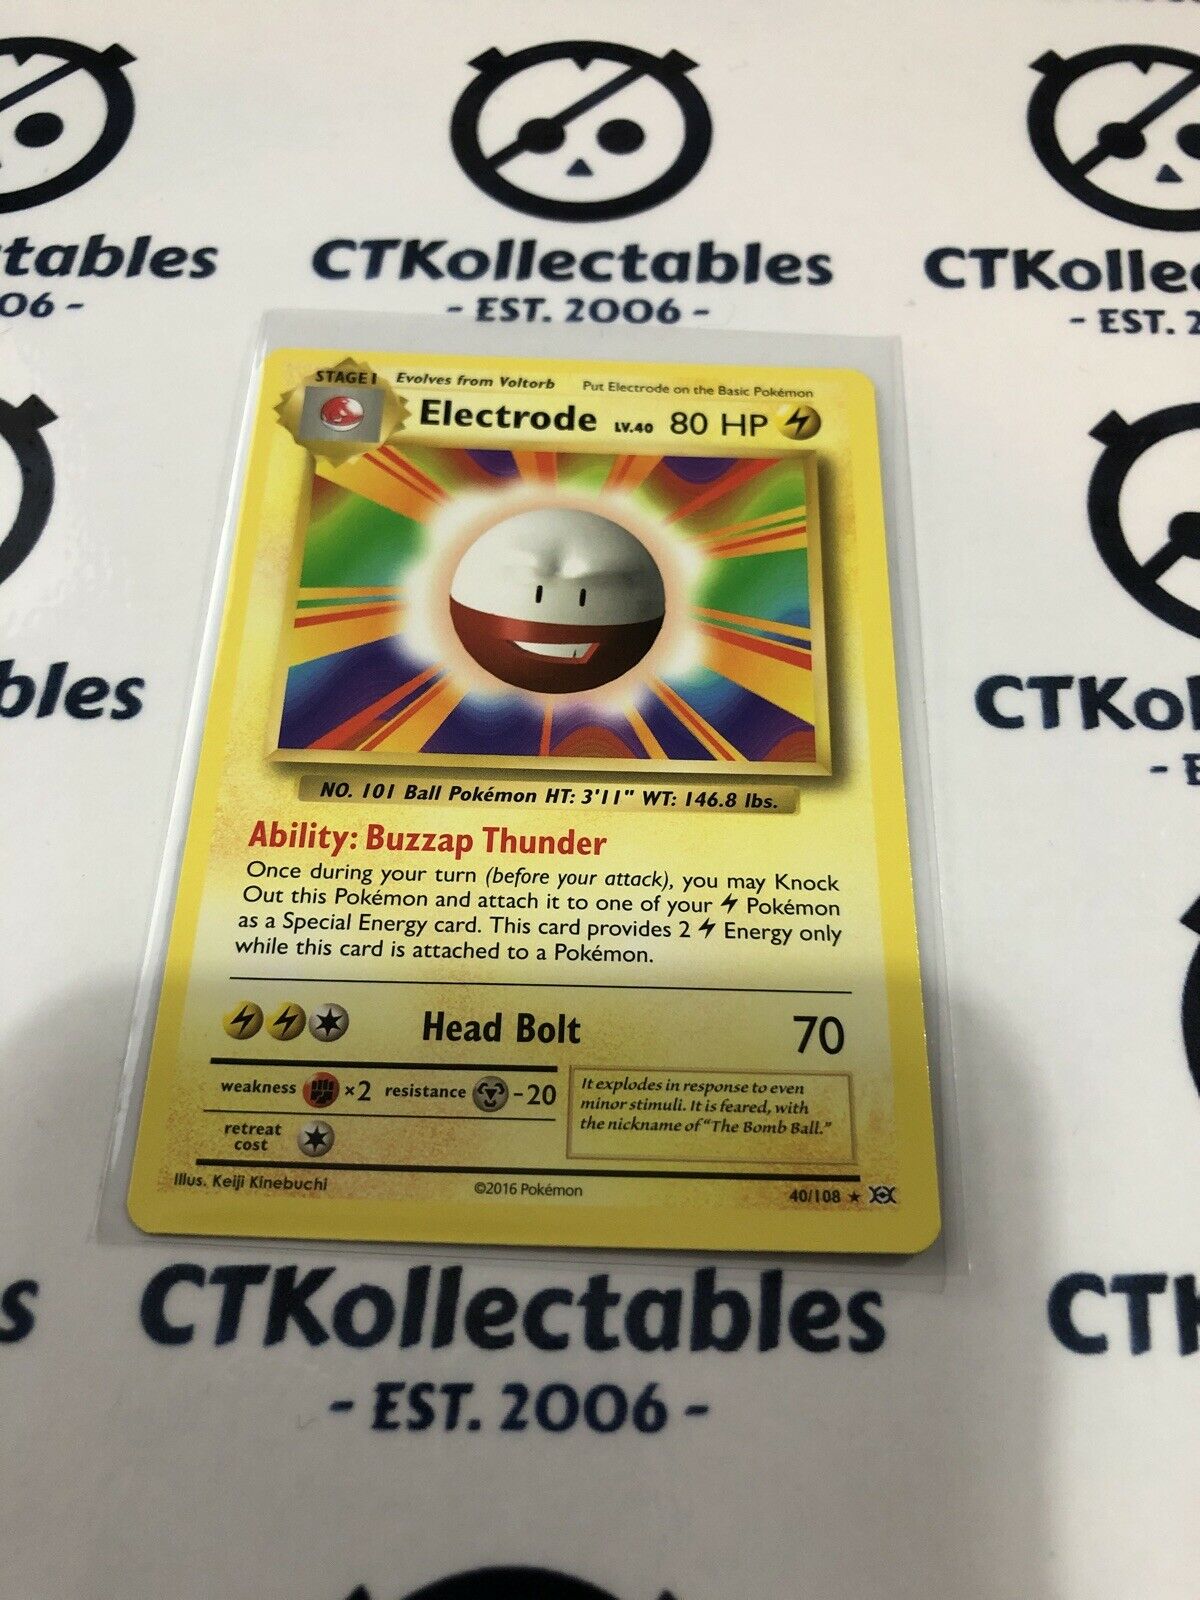 tables
CTKollectables
CTKollec
06 -
- EST. 2006 -
- EST. 2
STAGE 1
Evolves from Voltorb
Put Electrode on the Basic Pokémon
Electrode LV.40 80 HP
bles
CTKo
- E
NO. 101 Ball Pokémon HT: 3'11" WT: 146.8 lbs.
Ability: Buzzap Thunder
Once during your turn (before your attack), you may Knock
Out this Pokémon and attach it to one of your Pokémon
as a Special Energy card. This card provides 2 Energy only
while this card is attached to a Pokémon.
Head Bolt 70
weakness ×2 resistance -20
retreat
cost
It explodes in response to even
minor stimuli. It is feared, with
the nickname of "The Bomb Ball."
Illus. Keiji Kinebuchi
©2016 Pokémon
40/108
s
CTKollectables
CTK
- EST. 2006 -